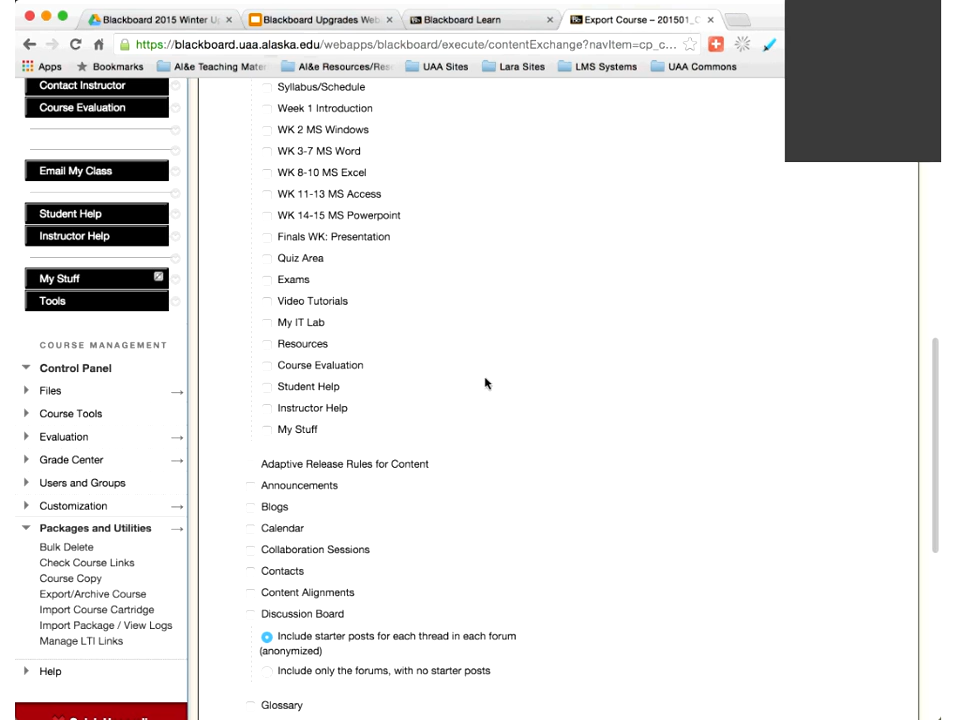 Blackboard 2015 Winter U
Blackboard Upgrades Web
Blackboard Learn
Export Course – 201501_C
https://blackboard.uaa.alaska.edu/webapps/blackboard/execute/contentExchange?navItem=cp_c...
Apps
Bookmarks
AI&e Teaching Mater
AI&e Resources/Res
UAA Sites
Lara Sites
LMS Systems
UAA Commons
Contact Instructor
Course Evaluation
Email My Class
Student Help
Instructor Help
My Stuff
Tools
COURSE MANAGEMENT
Control Panel
Files
Course Tools
Evaluation
Grade Center
Users and Groups
Customization
Packages and Utilities
Bulk Delete
Check Course Links
Course Copy
Export/Archive Course
Import Course Cartridge
Import Package / View Logs
Manage LTI Links
Help
Syllabus/Schedule
Week 1 Introduction
WK 2 MS Windows
WK 3-7 MS Word
WK 8-10 MS Excel
WK 11-13 MS Access
WK 14-15 MS Powerpoint
Finals WK: Presentation
Quiz Area
Exams
Video Tutorials
My IT Lab
Resources
Course Evaluation
Student Help
Instructor Help
My Stuff
Adaptive Release Rules for Content
Announcements
Blogs
Calendar
Collaboration Sessions
Contacts
Content Alignments
Discussion Board
Include starter posts for each thread in each forum
(anonymized)
Include only the forums, with no starter posts
Glossary